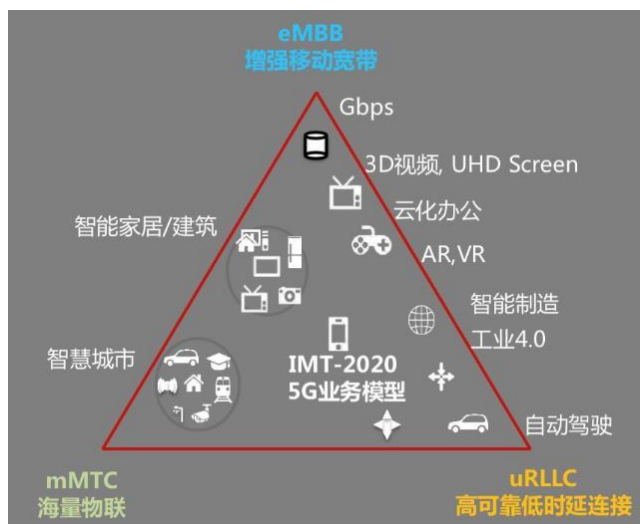 eMBB
增强移动宽带
Gbps
3D视频, UHD Screen
云化办公
智能家居/建筑
AR,VR
智能制造
工业4.0
智慧城市
IMT-2020
5G业务模型
自动驾驶
mMTC
海量物联
uRLLC
高可靠低时延连接